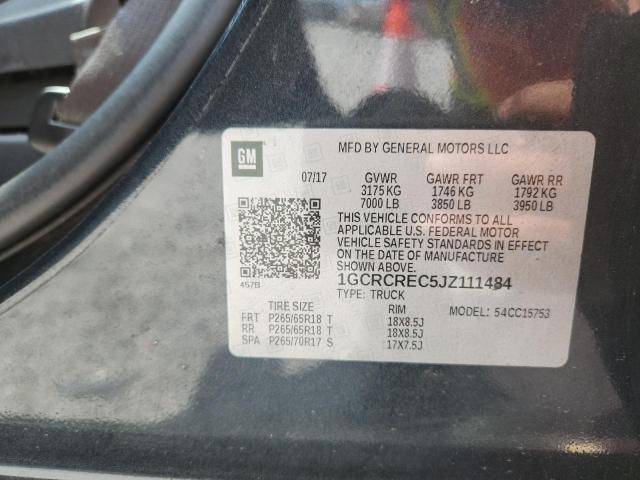 GM
MFD BY GENERAL MOTORS LLC
07/17 GVWR GAWR FRT GAWR RR
3175 KG 1746 KG 1792 KG
7000 LB 3850 LB 3950 LB
THIS VEHICLE CONFORMS TO ALL
APPLICABLE U.S. FEDERAL MOTOR
VEHICLE SAFETY STANDARDS IN EFFECT
ON THE DATE OF MANUFACTURE
SHOWN ABOVE.
457B
1GCRCREC5JZ111484
TYPE: TRUCK
TIRE SIZE RIM MODEL: 54CC15753
FRT P265/65R18 T 18X8.5J
RR P265/65R18 T 18X8.5J
SPA P265/70R17 S 17X7.5J